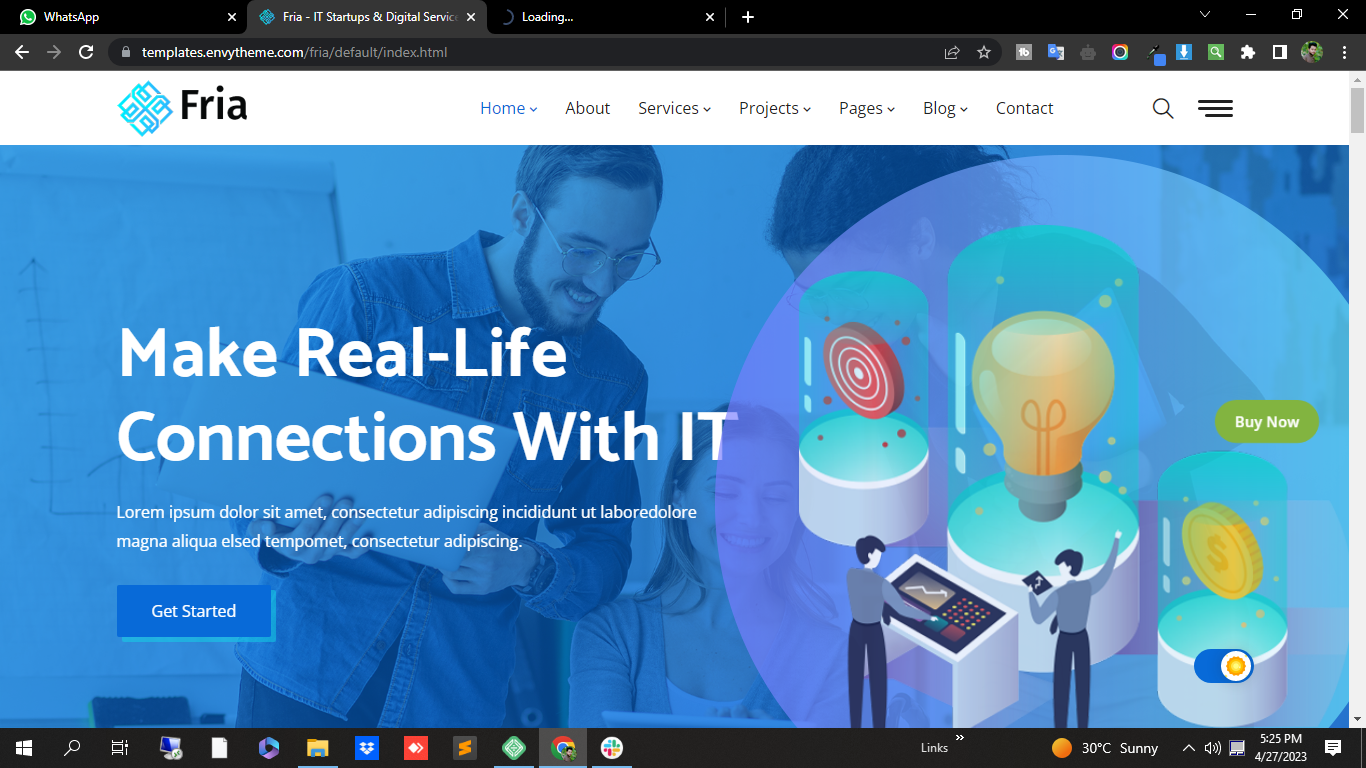 WhatsApp
Fria - IT Startups & Digital Service
Loading...
templates.envytheme.com/fria/default/index.html
Fria
Home
About
Services
Projects
Pages
Blog
Contact
Make Real-Life
Connections With IT
Buy Now
Lorem ipsum dolor sit amet, consectetur adipiscing incididunt ut laboredolore
magna aliqua elsed tempomet, consectetur adipiscing.
Get Started
Links
30°C Sunny
5:25 PM
4/27/2023